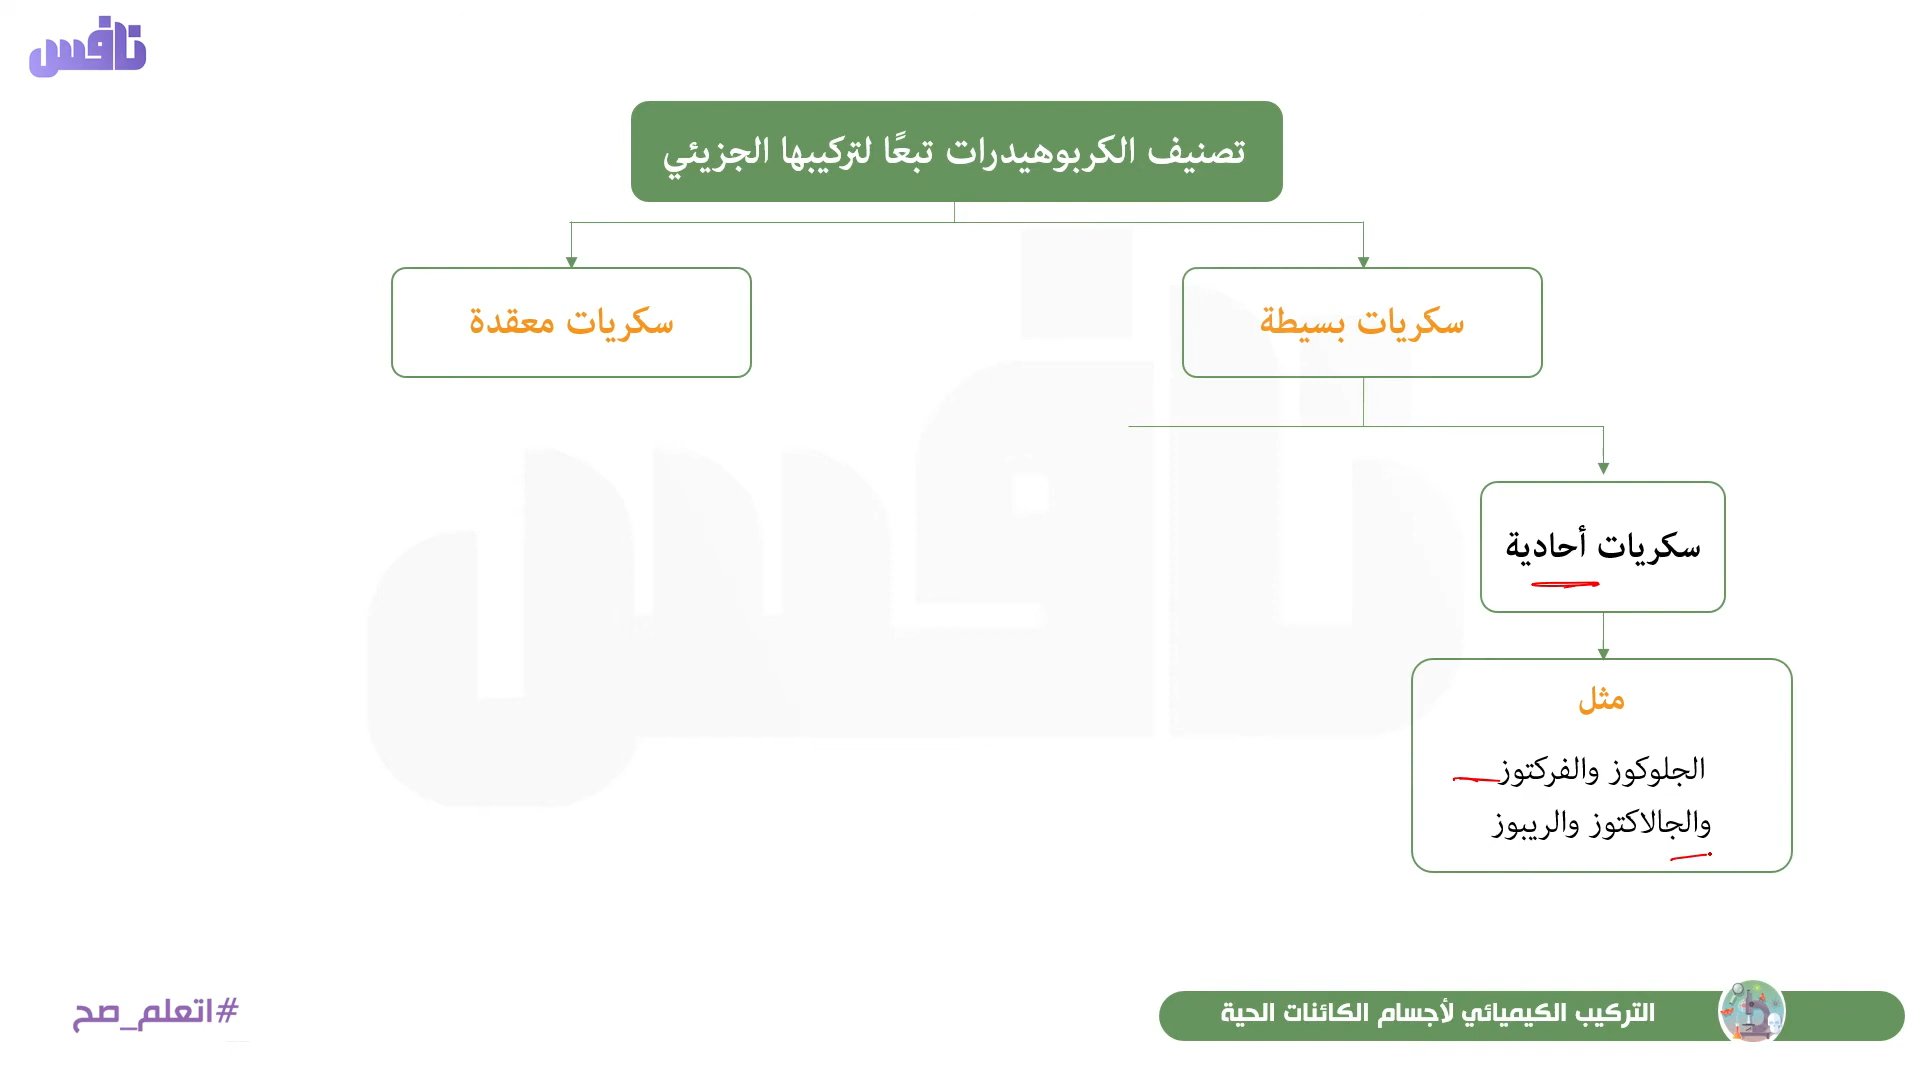 نافس
تصنيف الكربوهيدرات تبعًا لتركيبها الجزيئي
سكريات بسيطة
سكريات معقدة
سكريات أحادية
مثل
الجلوكوز والفركتوز
والجالاكتوز والريبوز
التركيب الكيميائي لأجسام الكائنات الحية
#اتعلم_صح